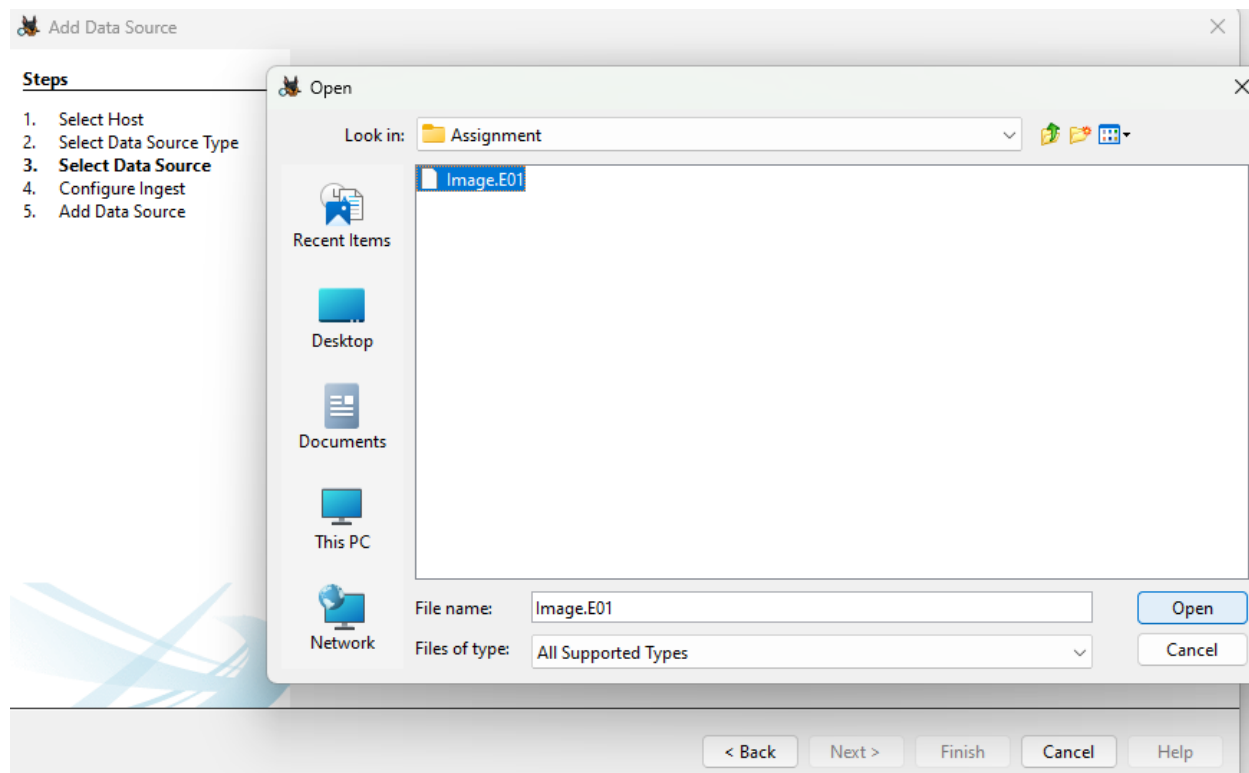 Add Data Source
Steps
1. Select Host
2. Select Data Source Type
3. Select Data Source
4. Configure Ingest
5. Add Data Source
Open
Look in: Assignment
Image.E01
Recent Items
Desktop
Documents
This PC
Network
File name: Image.E01
Open
Files of type: All Supported Types
Cancel
< Back Next > Finish Cancel Help